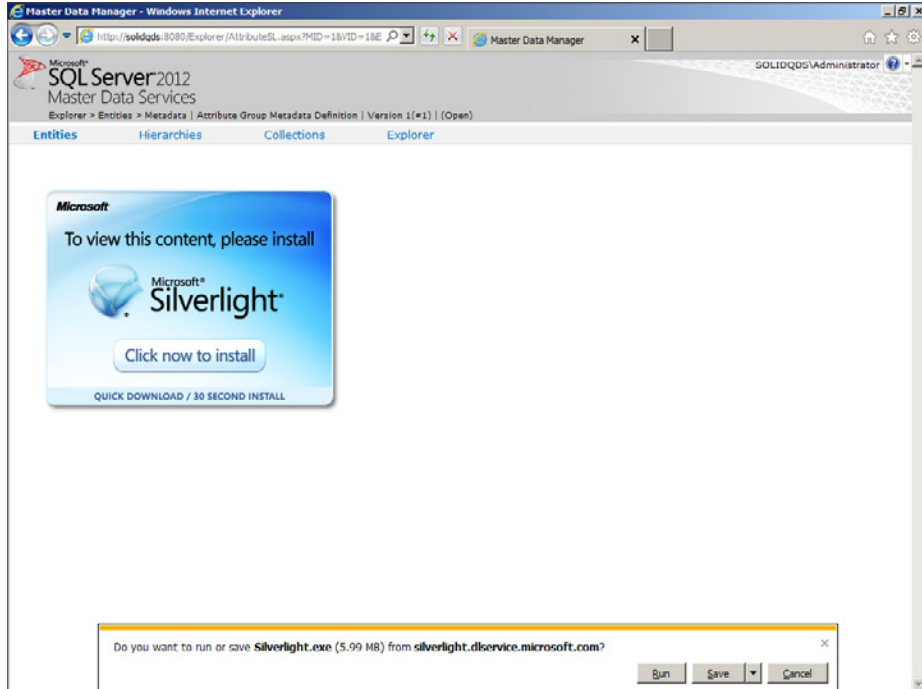 Master Data Manager - Windows Internet Explorer
http://solidqds:8080/Explorer/AttributeSL.aspx?MID=1&VID=1&E
Master Data Manager
Microsoft®
SQL Server 2012
Master Data Services
SOLIDQDS\Administrator
Explorer > Entities > Metadata | Attribute Group Metadata Definition | Version 1(#1) | (Open)
Entities Hierarchies Collections Explorer
Microsoft
To view this content, please install
Microsoft®
Silverlight
Click now to install
QUICK DOWNLOAD / 30 SECOND INSTALL
Do you want to run or save Silverlight.exe (5.99 MB) from silverlight.dlservice.microsoft.com?
Run Save Cancel